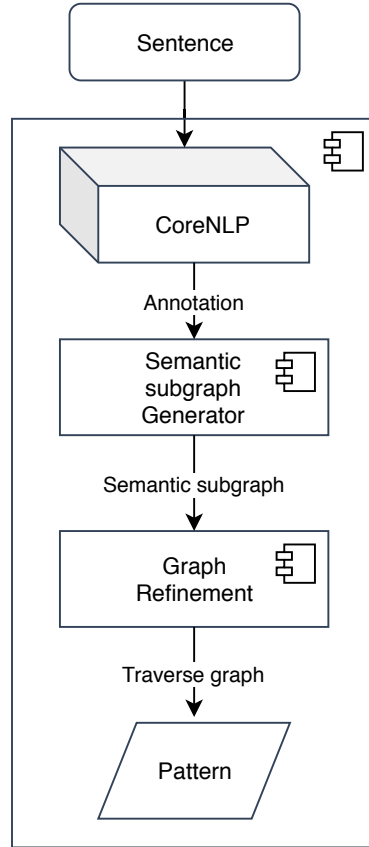 Sentence
CoreNLP
Annotation
Semantic
subgraph
Generator
Semantic subgraph
Graph
Refinement
Traverse graph
Pattern